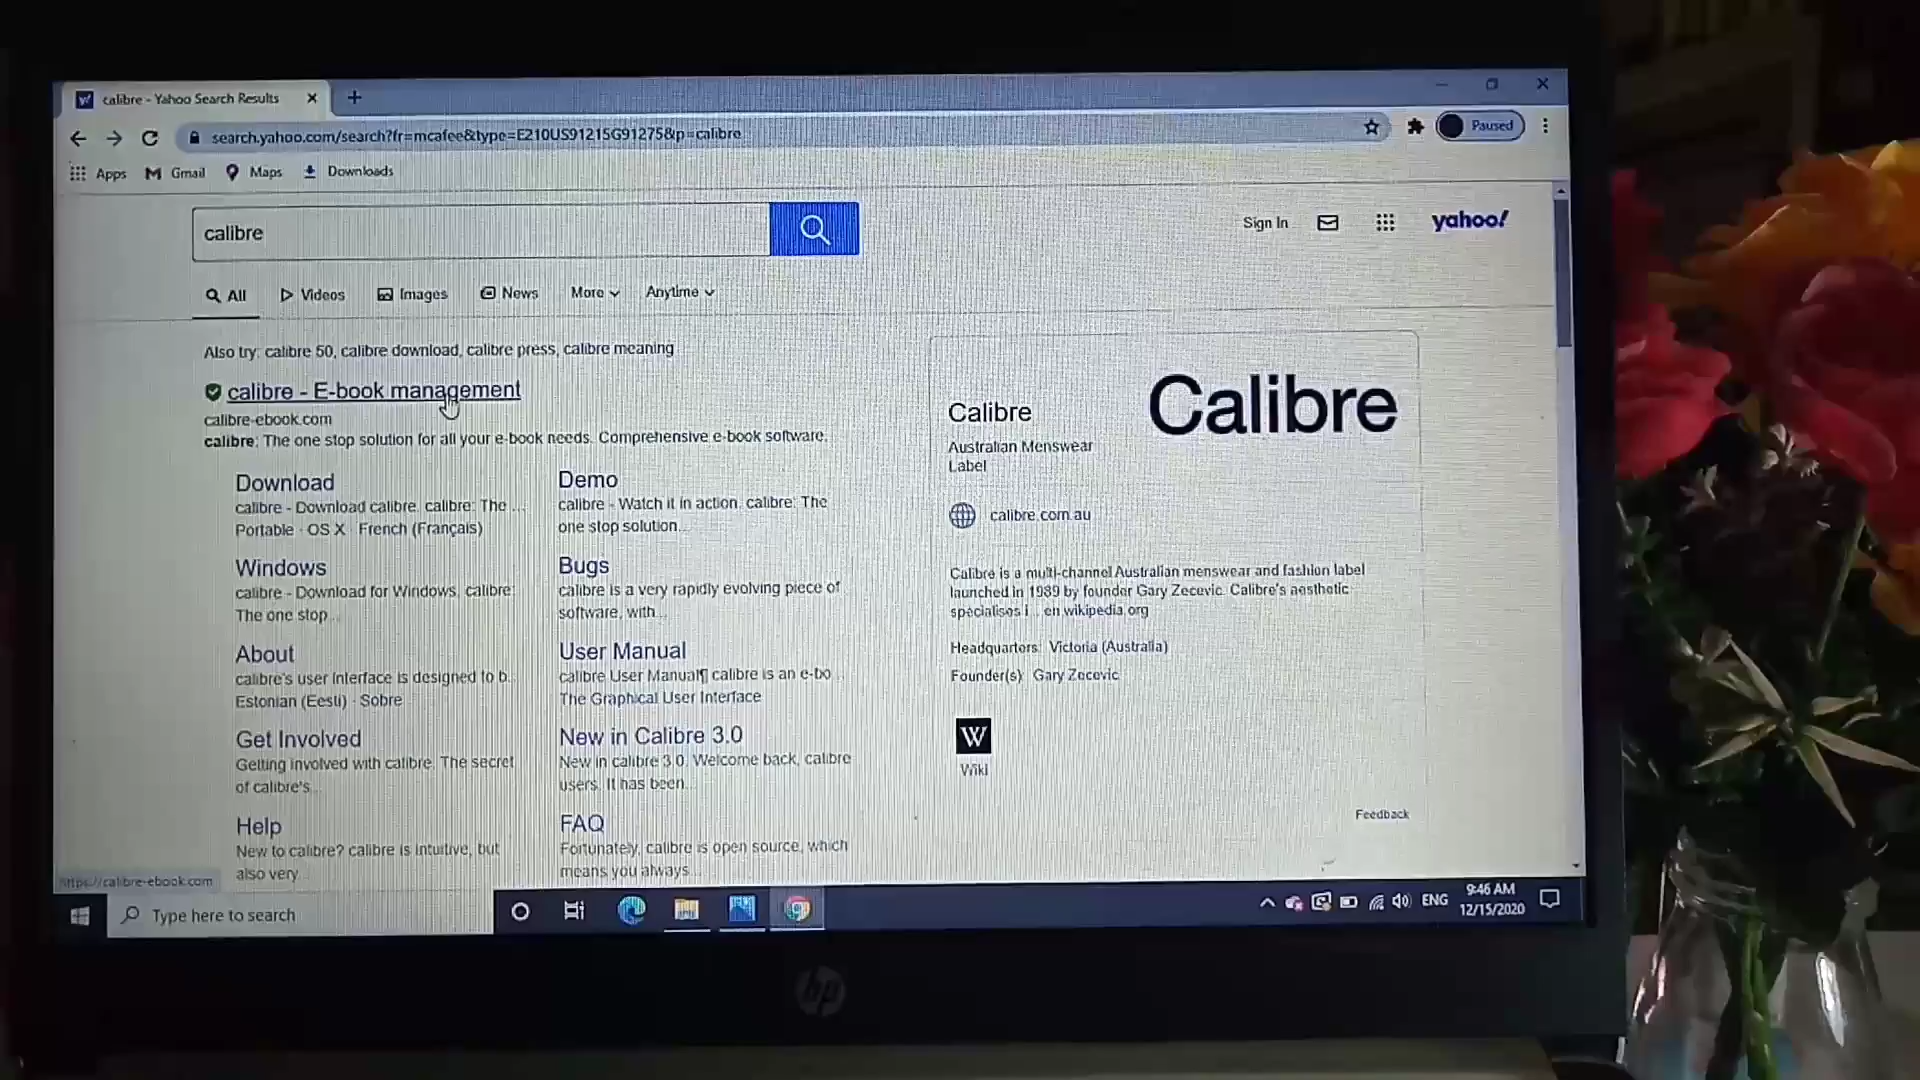 calibre - Yahoo Search Results
search.yahoo.com/search?fr=mcafee&type=E210US91215G91275&p=calibre
Paused
Apps
Gmail
Maps
Downloads
calibre
Sign In
yahoo!
All
Videos
Images
News
More
Anytime
Also try: calibre 50, calibre download, calibre press, calibre meaning
calibre - E-book management
calibre-ebook.com
calibre: The one stop solution for all your e-book needs. Comprehensive e-book software.
Download
calibre - Download calibre. calibre: The ...
Portable · OS X · French (Français)
Windows
calibre - Download for Windows, calibre:
The one stop...
About
calibre's user interface is designed to b...
Estonian (Eesti) · Sobre
Get Involved
Getting involved with calibre. The secret
of calibre's...
Help
New to calibre? calibre is intuitive, but
also very...
Demo
calibre - Watch it in action. calibre: The
one stop solution...
Bugs
calibre is a very rapidly evolving piece of
software, with...
User Manual
calibre User Manual¶ calibre is an e-bo...
The Graphical User Interface
New in Calibre 3.0
New in calibre 3.0. Welcome back, calibre
users. It has been...
FAQ
Fortunately, calibre is open source, which
means you always...
Calibre
Calibre
Australian Menswear
Label
calibre.com.au
Calibre is a multi-channel Australian menswear and fashion label
launched in 1989 by founder Gary Zecevic. Calibre's aesthetic
specialises i... en.wikipedia.org
Headquarters: Victoria (Australia)
Founder(s): Gary Zecevic
W
Wiki
Feedback
https://calibre-ebook.com
Type here to search
ENG
9:46 AM
12/15/2020
hp